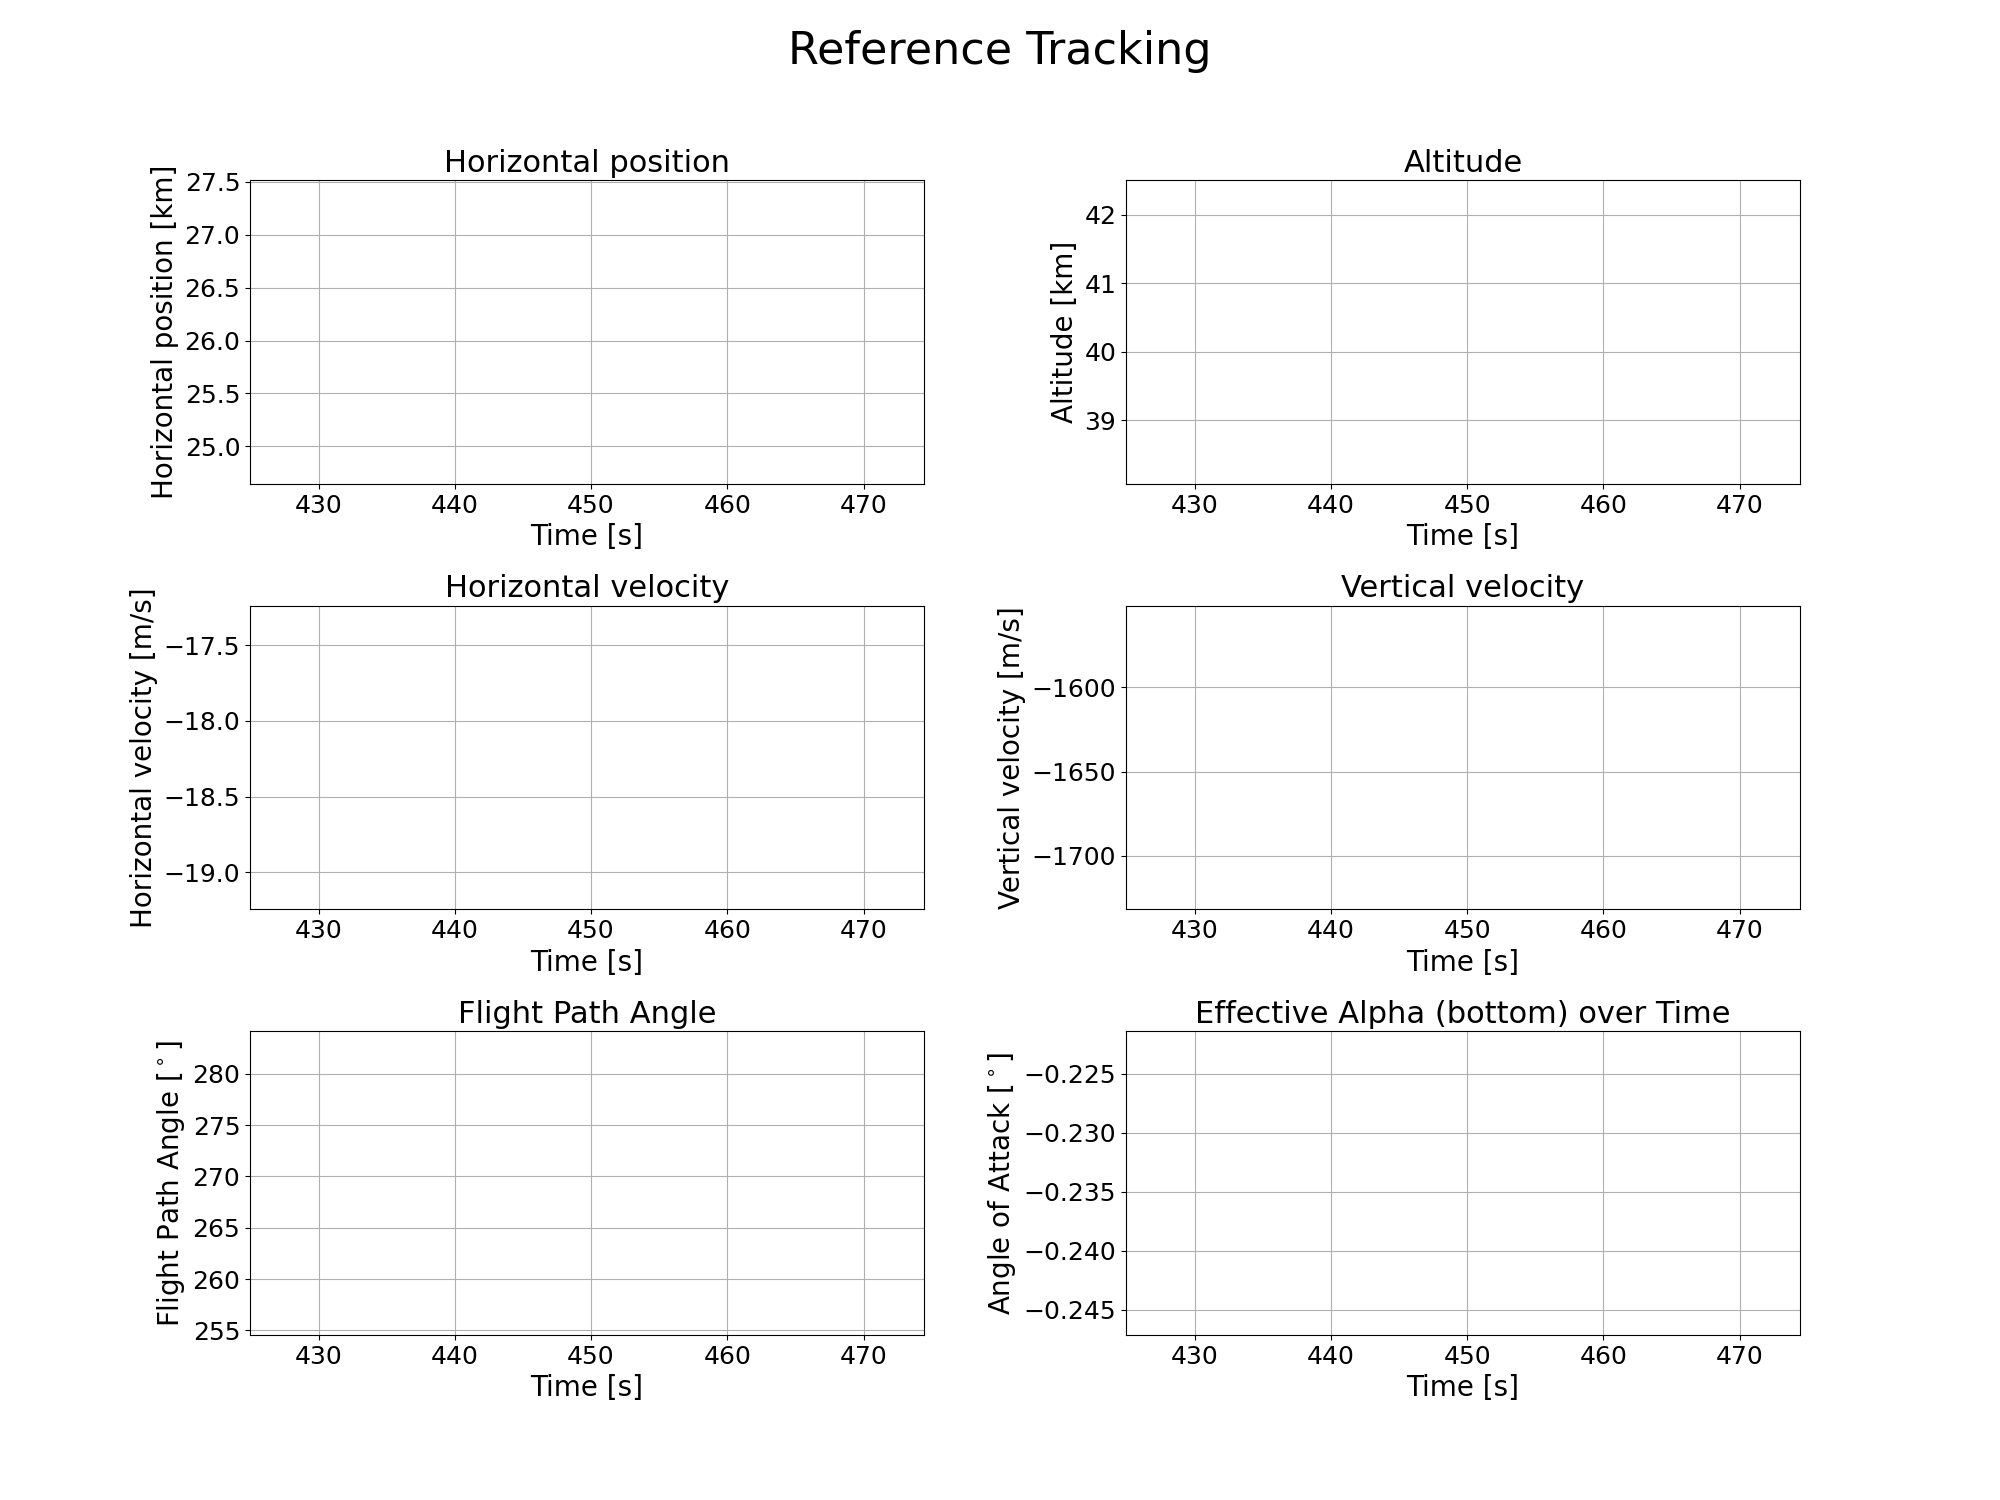 Reference Tracking
Horizontal position
Horizontal position [km]
27.5
27.0
26.5
26.0
25.5
25.0
430 440 450 460 470
Time [s]
Altitude
Altitude [km]
42
41
40
39
430 440 450 460 470
Time [s]
Horizontal velocity
Horizontal velocity [m/s]
−17.5
−18.0
−18.5
−19.0
430 440 450 460 470
Time [s]
Vertical velocity
Vertical velocity [m/s]
−1600
−1650
−1700
430 440 450 460 470
Time [s]
Flight Path Angle
Flight Path Angle [°]
280
275
270
265
260
255
430 440 450 460 470
Time [s]
Effective Alpha (bottom) over Time
Angle of Attack [°]
−0.225
−0.230
−0.235
−0.240
−0.245
430 440 450 460 470
Time [s]